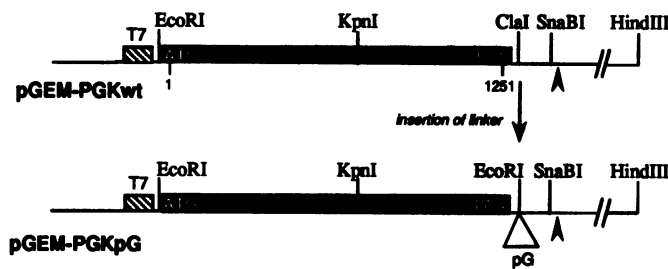 EcoRI KpnI ClaI SnaBI HindIII
T7
pGEM-PGKwt
1 1251
insertion of linker
EcoRI KpnI EcoRI SnaBI HindIII
T7
pGEM-PGKpG
pG